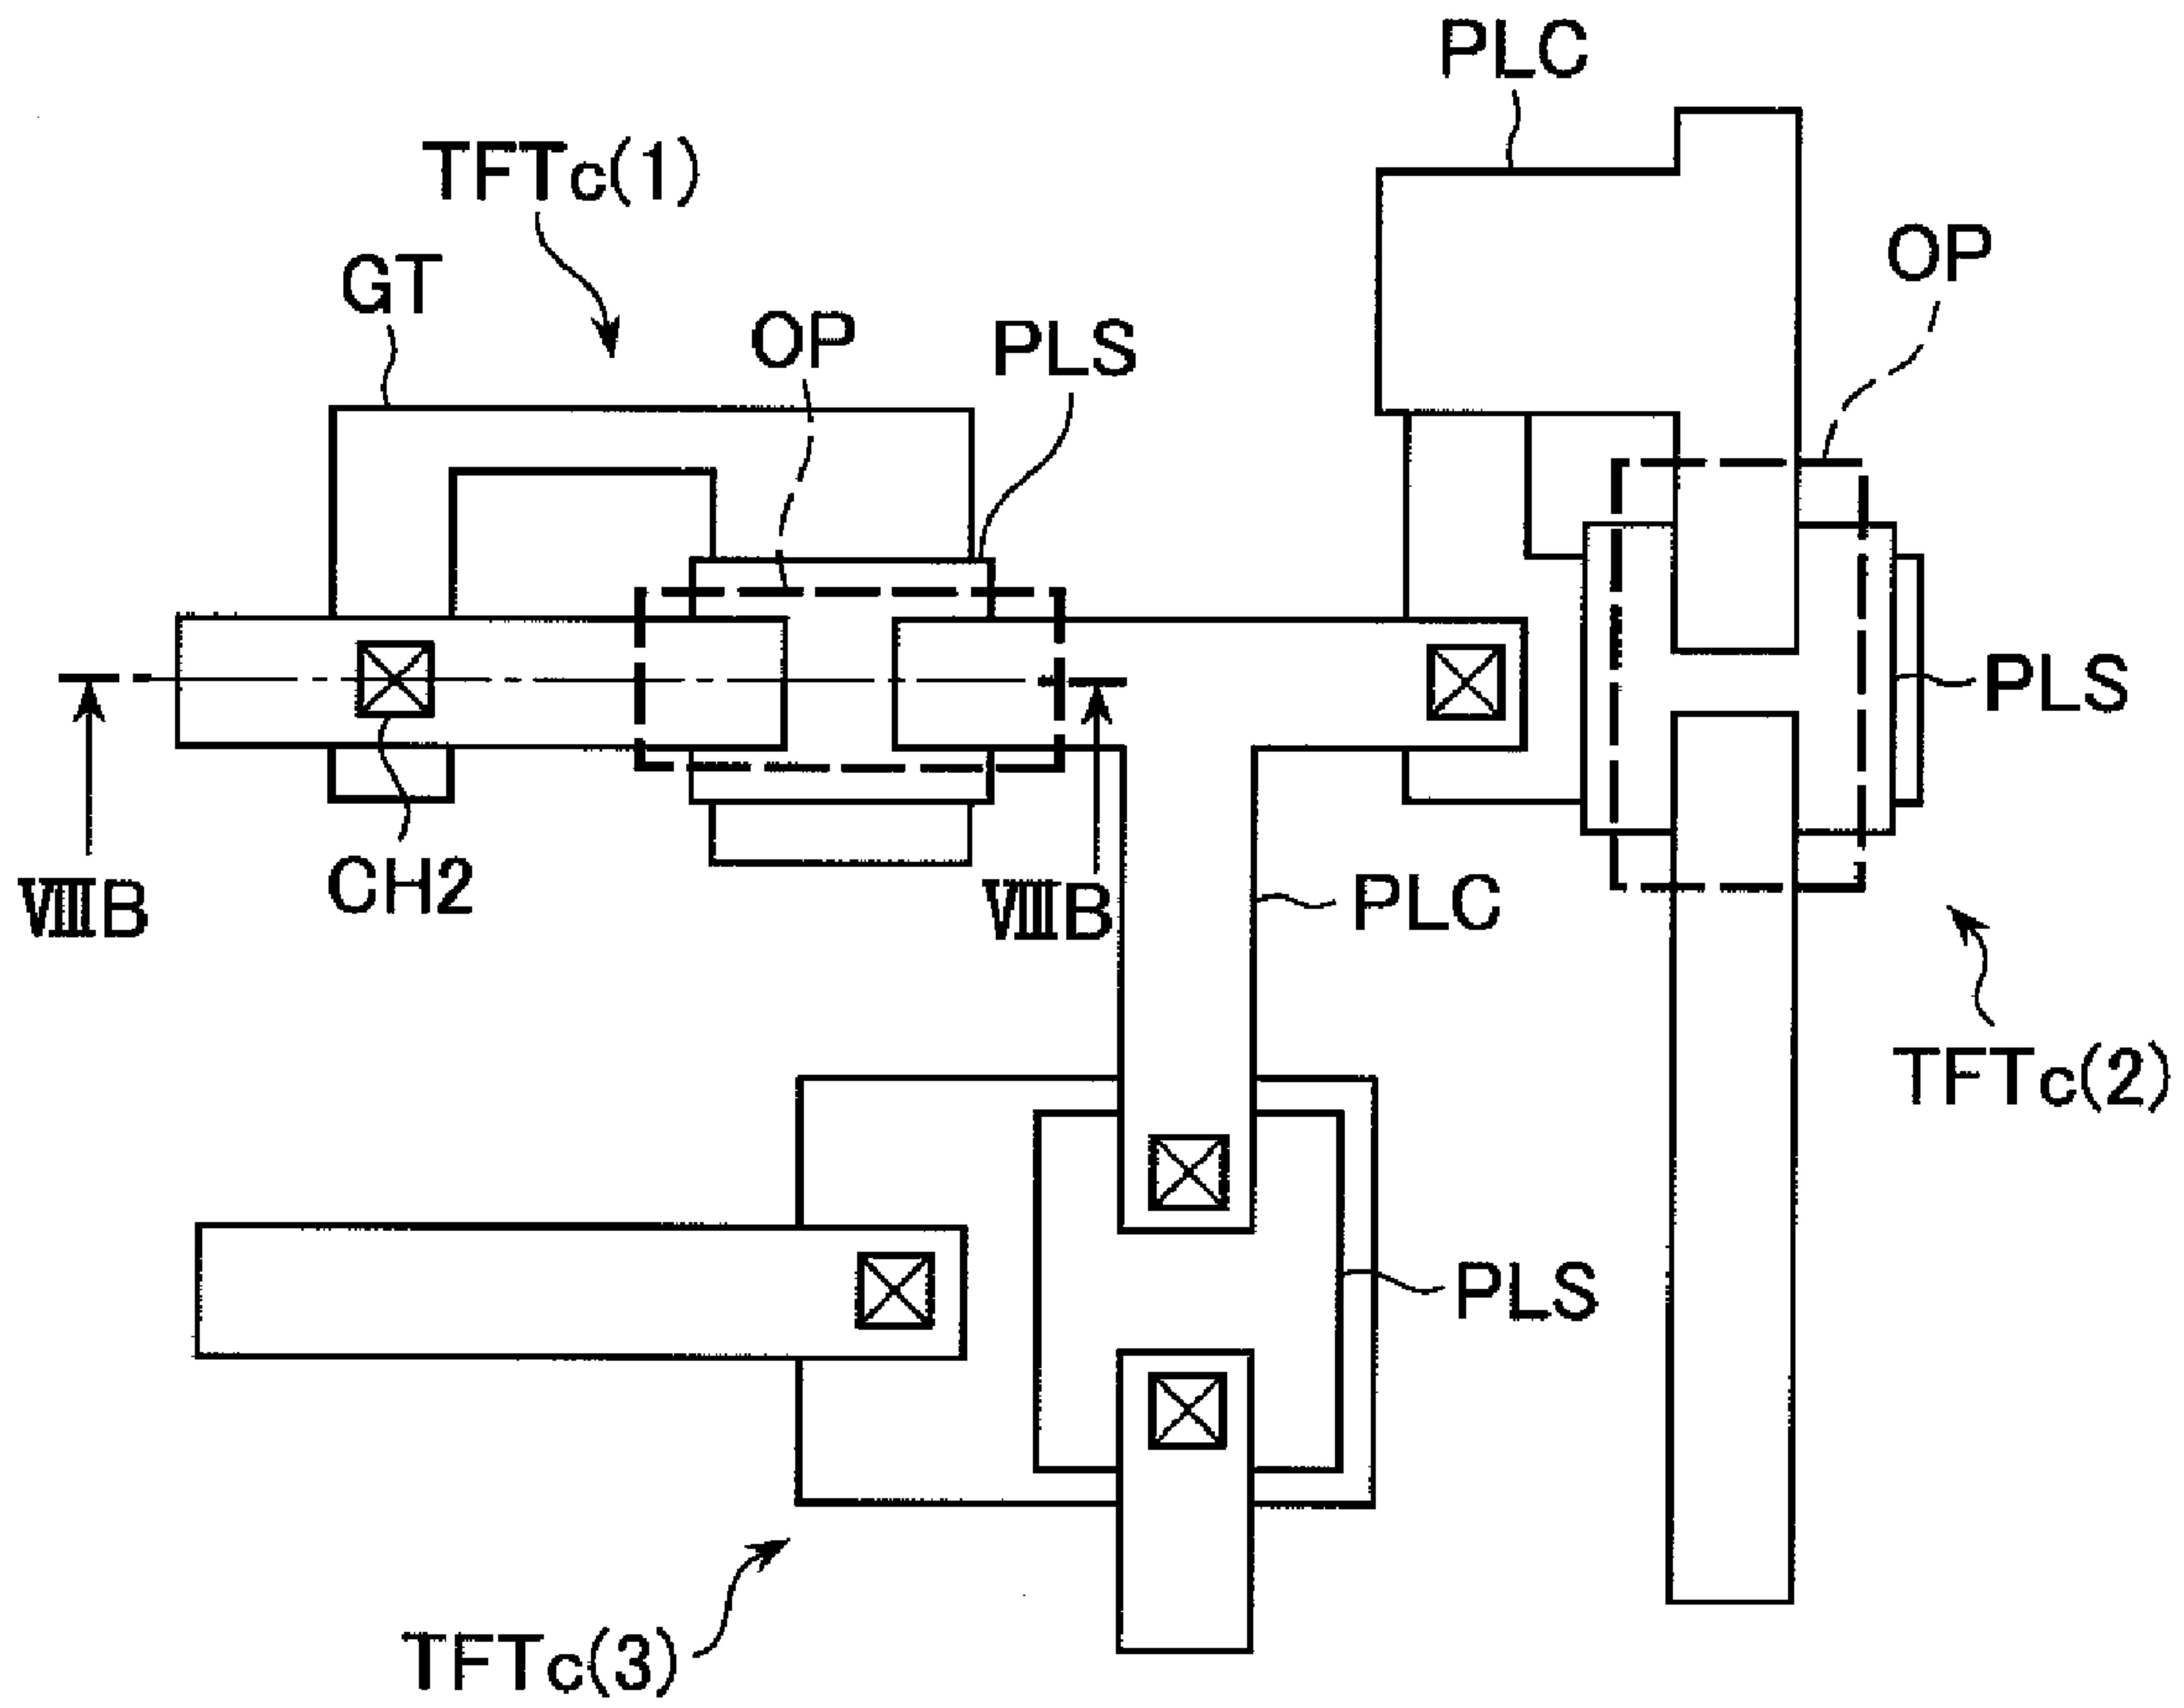 PLC
TFTc(1)
OP
GT
OP
PLS
PLS
CH2
ⅧB
ⅧB
PLC
TFTc(2)
PLS
TFTc(3)